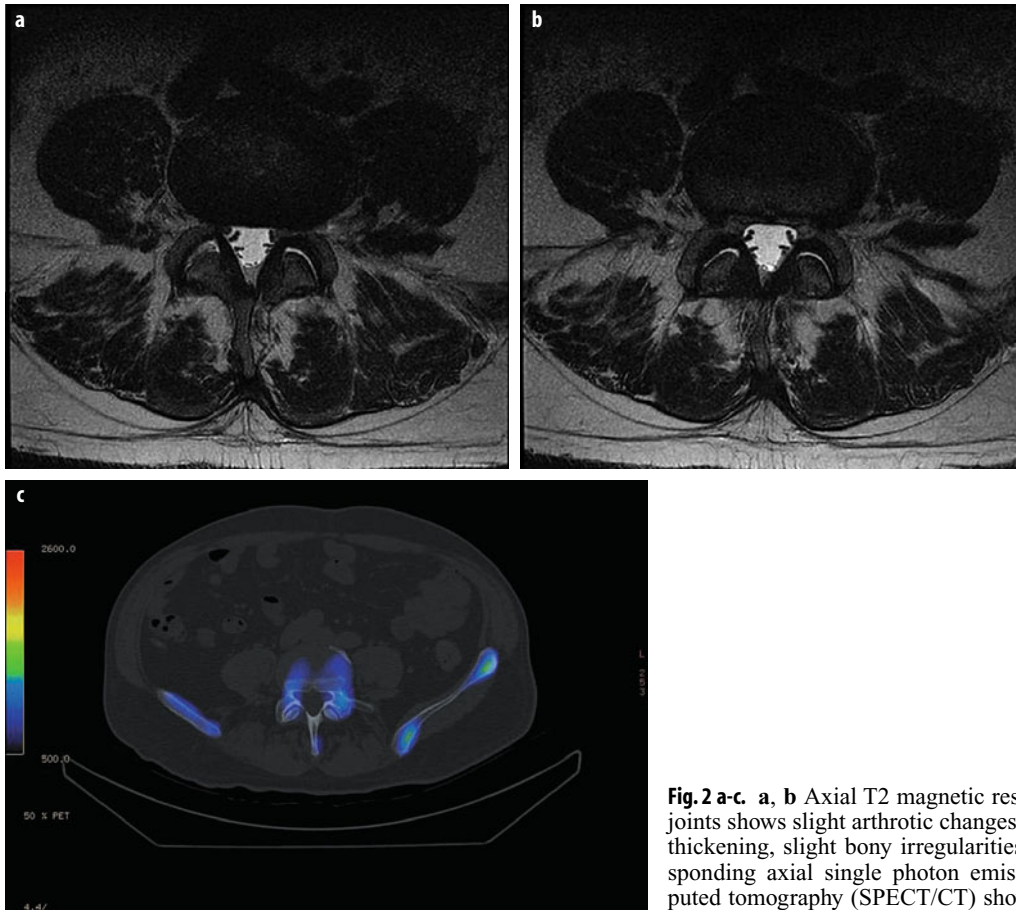 a
b
c
2600.0
500.0
50 % PET
4.4/
Fig. 2 a-c. a, b Axial T2 magnetic res
joints shows slight arthrotic changes
thickening, slight bony irregularities
sponding axial single photon emis
puted tomography (SPECT/CT) sho